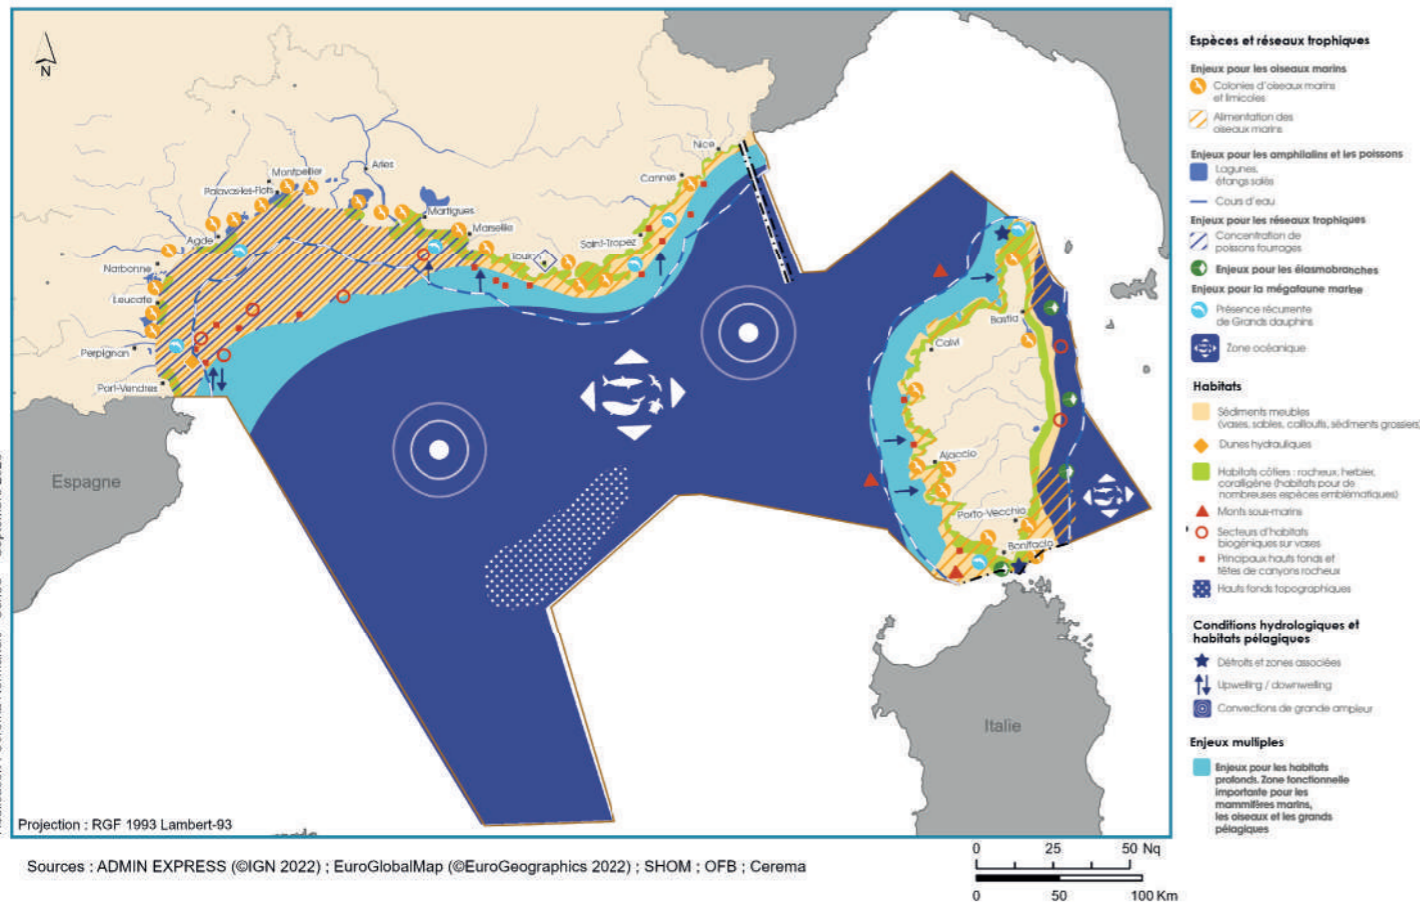 N
Nice
Cannes
Arles
Montpellier
Palavas-les-Flots
Martigues
Marseille
Saint-Tropez
Toulon
Agde
Narbonne
Leucate
Perpignan
Port-Vendres
Bastia
Calvi
Ajaccio
Porto-Vecchio
Bonifacio
Espagne
Italie
Projection : RGF 1993 Lambert-93
Espèces et réseaux trophiques
Enjeux pour les oiseaux marins
Colonies d'oiseaux marins
et limicoles
Alimentation des
oiseaux marins
Enjeux pour les amphihalins et les poissons
Lagunes,
étangs salés
Cours d'eau
Enjeux pour les réseaux trophiques
Concentration de
poissons fourrages
Enjeux pour les élasmobranches
Enjeux pour la mégafaune marine
Présence récurrente
de Grands dauphins
Zone océanique
Habitats
Sédiments meubles
(vases, sables, cailloutis, sédiments grossiers)
Dunes hydrauliques
Habitats côtiers : rocheux, herbier,
coralligène (habitats pour de
nombreuses espèces emblématiques)
Monts sous-marins
Secteurs d'habitats
biogéniques sur vases
Principaux hauts fonds et
têtes de canyons rocheux
Hauts fonds topographiques
Conditions hydrologiques et
habitats pélagiques
Détroits et zones associées
Upwelling / downwelling
Convections de grande ampleur
Enjeux multiples
Enjeux pour les habitats
profonds. Zone fonctionnelle
importante pour les
mammifères marins,
les oiseaux et les grands
pélagiques
Sources : ADMIN EXPRESS (©IGN 2022) ; EuroGlobalMap (©EuroGeographics 2022) ; SHOM ; OFB ; Cerema
0 25 50 Nq
0 50 100 Km